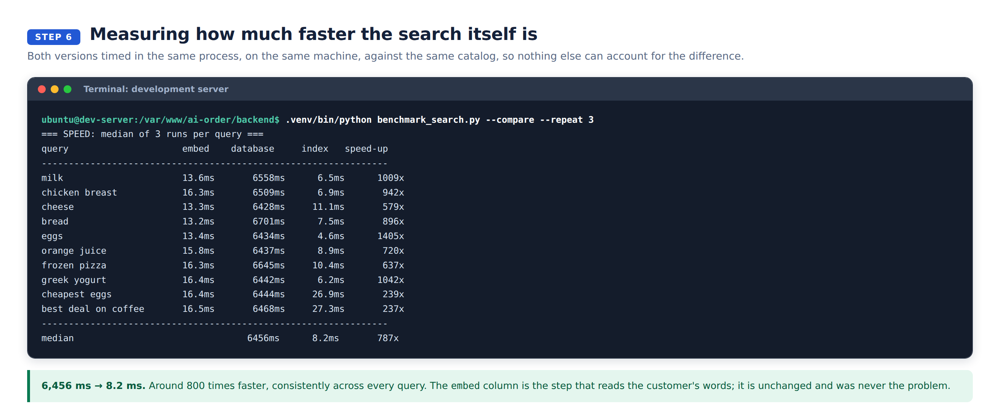 STEP 6 Measuring how much faster the search itself is
Both versions timed in the same process, on the same machine, against the same catalog, so nothing else can account for the difference.
Terminal: development server
ubuntu@dev-server:/var/www/ai-order/backend$ .venv/bin/python benchmark_search.py --compare --repeat 3
=== SPEED: median of 3 runs per query ===
query                     embed    database     index   speed-up
----------------------------------------------------------------
milk                      13.6ms       6558ms      6.5ms      1009x
chicken breast            16.3ms       6509ms      6.9ms       942x
cheese                    13.3ms       6428ms     11.1ms       579x
bread                     13.2ms       6701ms      7.5ms       896x
eggs                      13.4ms       6434ms      4.6ms      1405x
orange juice              15.8ms       6437ms      8.9ms       720x
frozen pizza              16.3ms       6645ms     10.4ms       637x
greek yogurt              16.4ms       6442ms      6.2ms      1042x
cheapest eggs             16.4ms       6444ms     26.9ms       239x
best deal on coffee       16.5ms       6468ms     27.3ms       237x
----------------------------------------------------------------
median                                6456ms      8.2ms       787x
6,456 ms → 8.2 ms. Around 800 times faster, consistently across every query. The embed column is the step that reads the customer's words; it is unchanged and was never the problem.